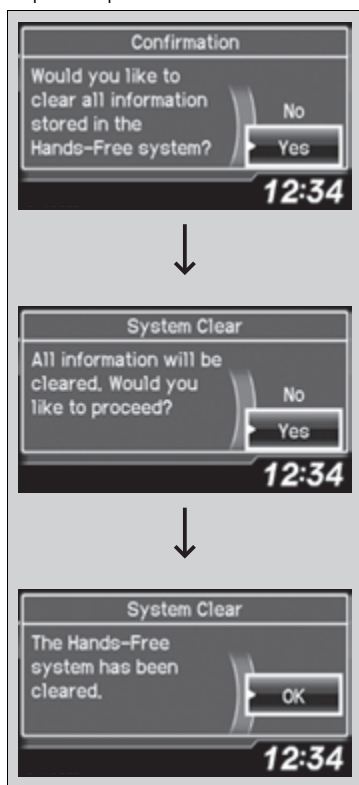 Confirmation
Would you like to
clear all information
stored in the
Hands-Free system?
No
Yes
12:34
System Clear
All information will be
cleared. Would you
like to proceed?
No
Yes
12:34
System Clear
The Hands-Free
system has been
cleared.
OK
12:34